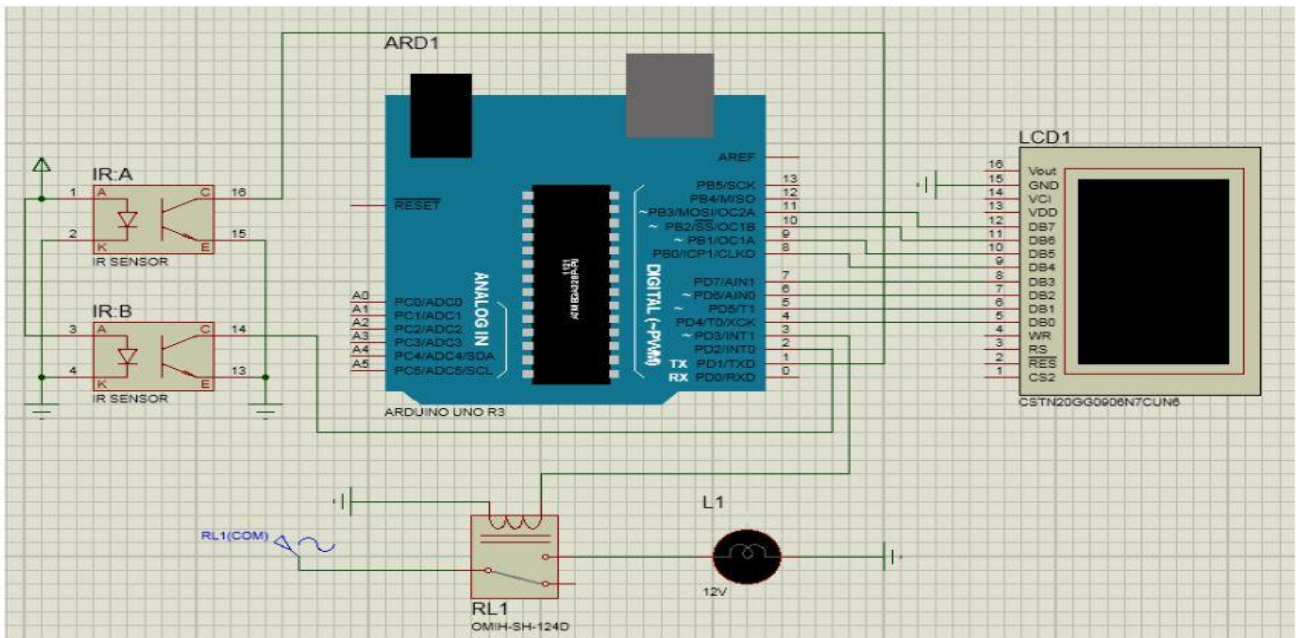 ARD1
IR:A
1 A C 16
2 K E 15
IR SENSOR
IR:B
3 A C 14
4 K E 13
IR SENSOR
RESET
A0 PC0/ADC0
A1 PC1/ADC1
A2 PC2/ADC2
A3 PC3/ADC3
A4 PC4/ADC4/SDA
A5 PC5/ADC5/SCL
ANALOG IN
1121
DIGITAL (~PWM)
AREF
PB5/SCK 13
PB4/MISO 12
~PB3/MOSI/OC2A 11
~ PB2/SS/OC1B 10
~ PB1/OC1A 9
PB0/ICP1/CLKO 8
PD7/AIN1 7
~ PD6/AIN0 6
~ PD5/T1 5
PD4/T0/XCK 4
~ PD3/INT1 3
PD2/INT0 2
TX PD1/TXD 1
RX PD0/RXD 0
ARDUINO UNO R3
LCD1
16 Vout
15 GND
14 VCI
13 VDD
12 DB7
11 DB6
10 DB5
9 DB4
8 DB3
7 DB2
6 DB1
5 DB0
4 WR
3 RS
2 RES
1 CS2
CSTN20GG0906N7CUN6
RL1(COM)
RL1
OMIH-SH-124D
L1
12V